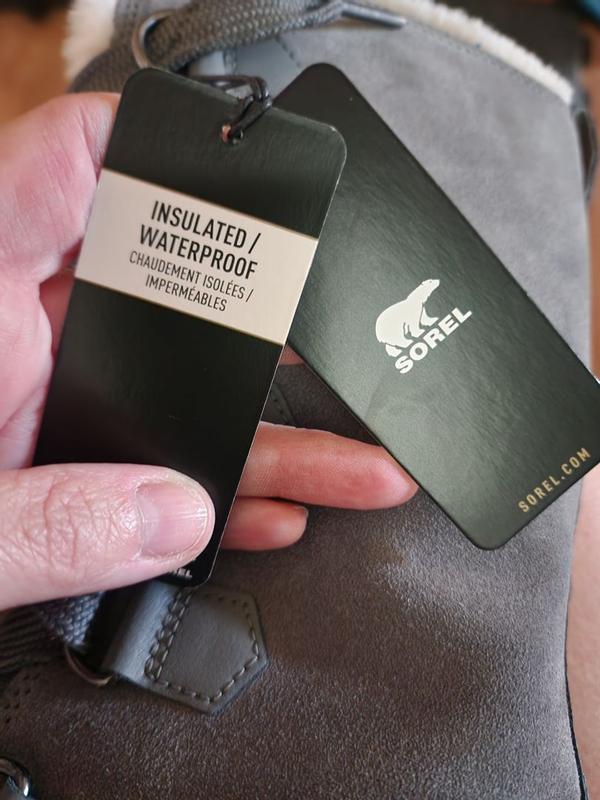 INSULATED /
WATERPROOF
CHAUDEMENT ISOLÉES /
IMPERMÉABLES
SOREL
SOREL.COM